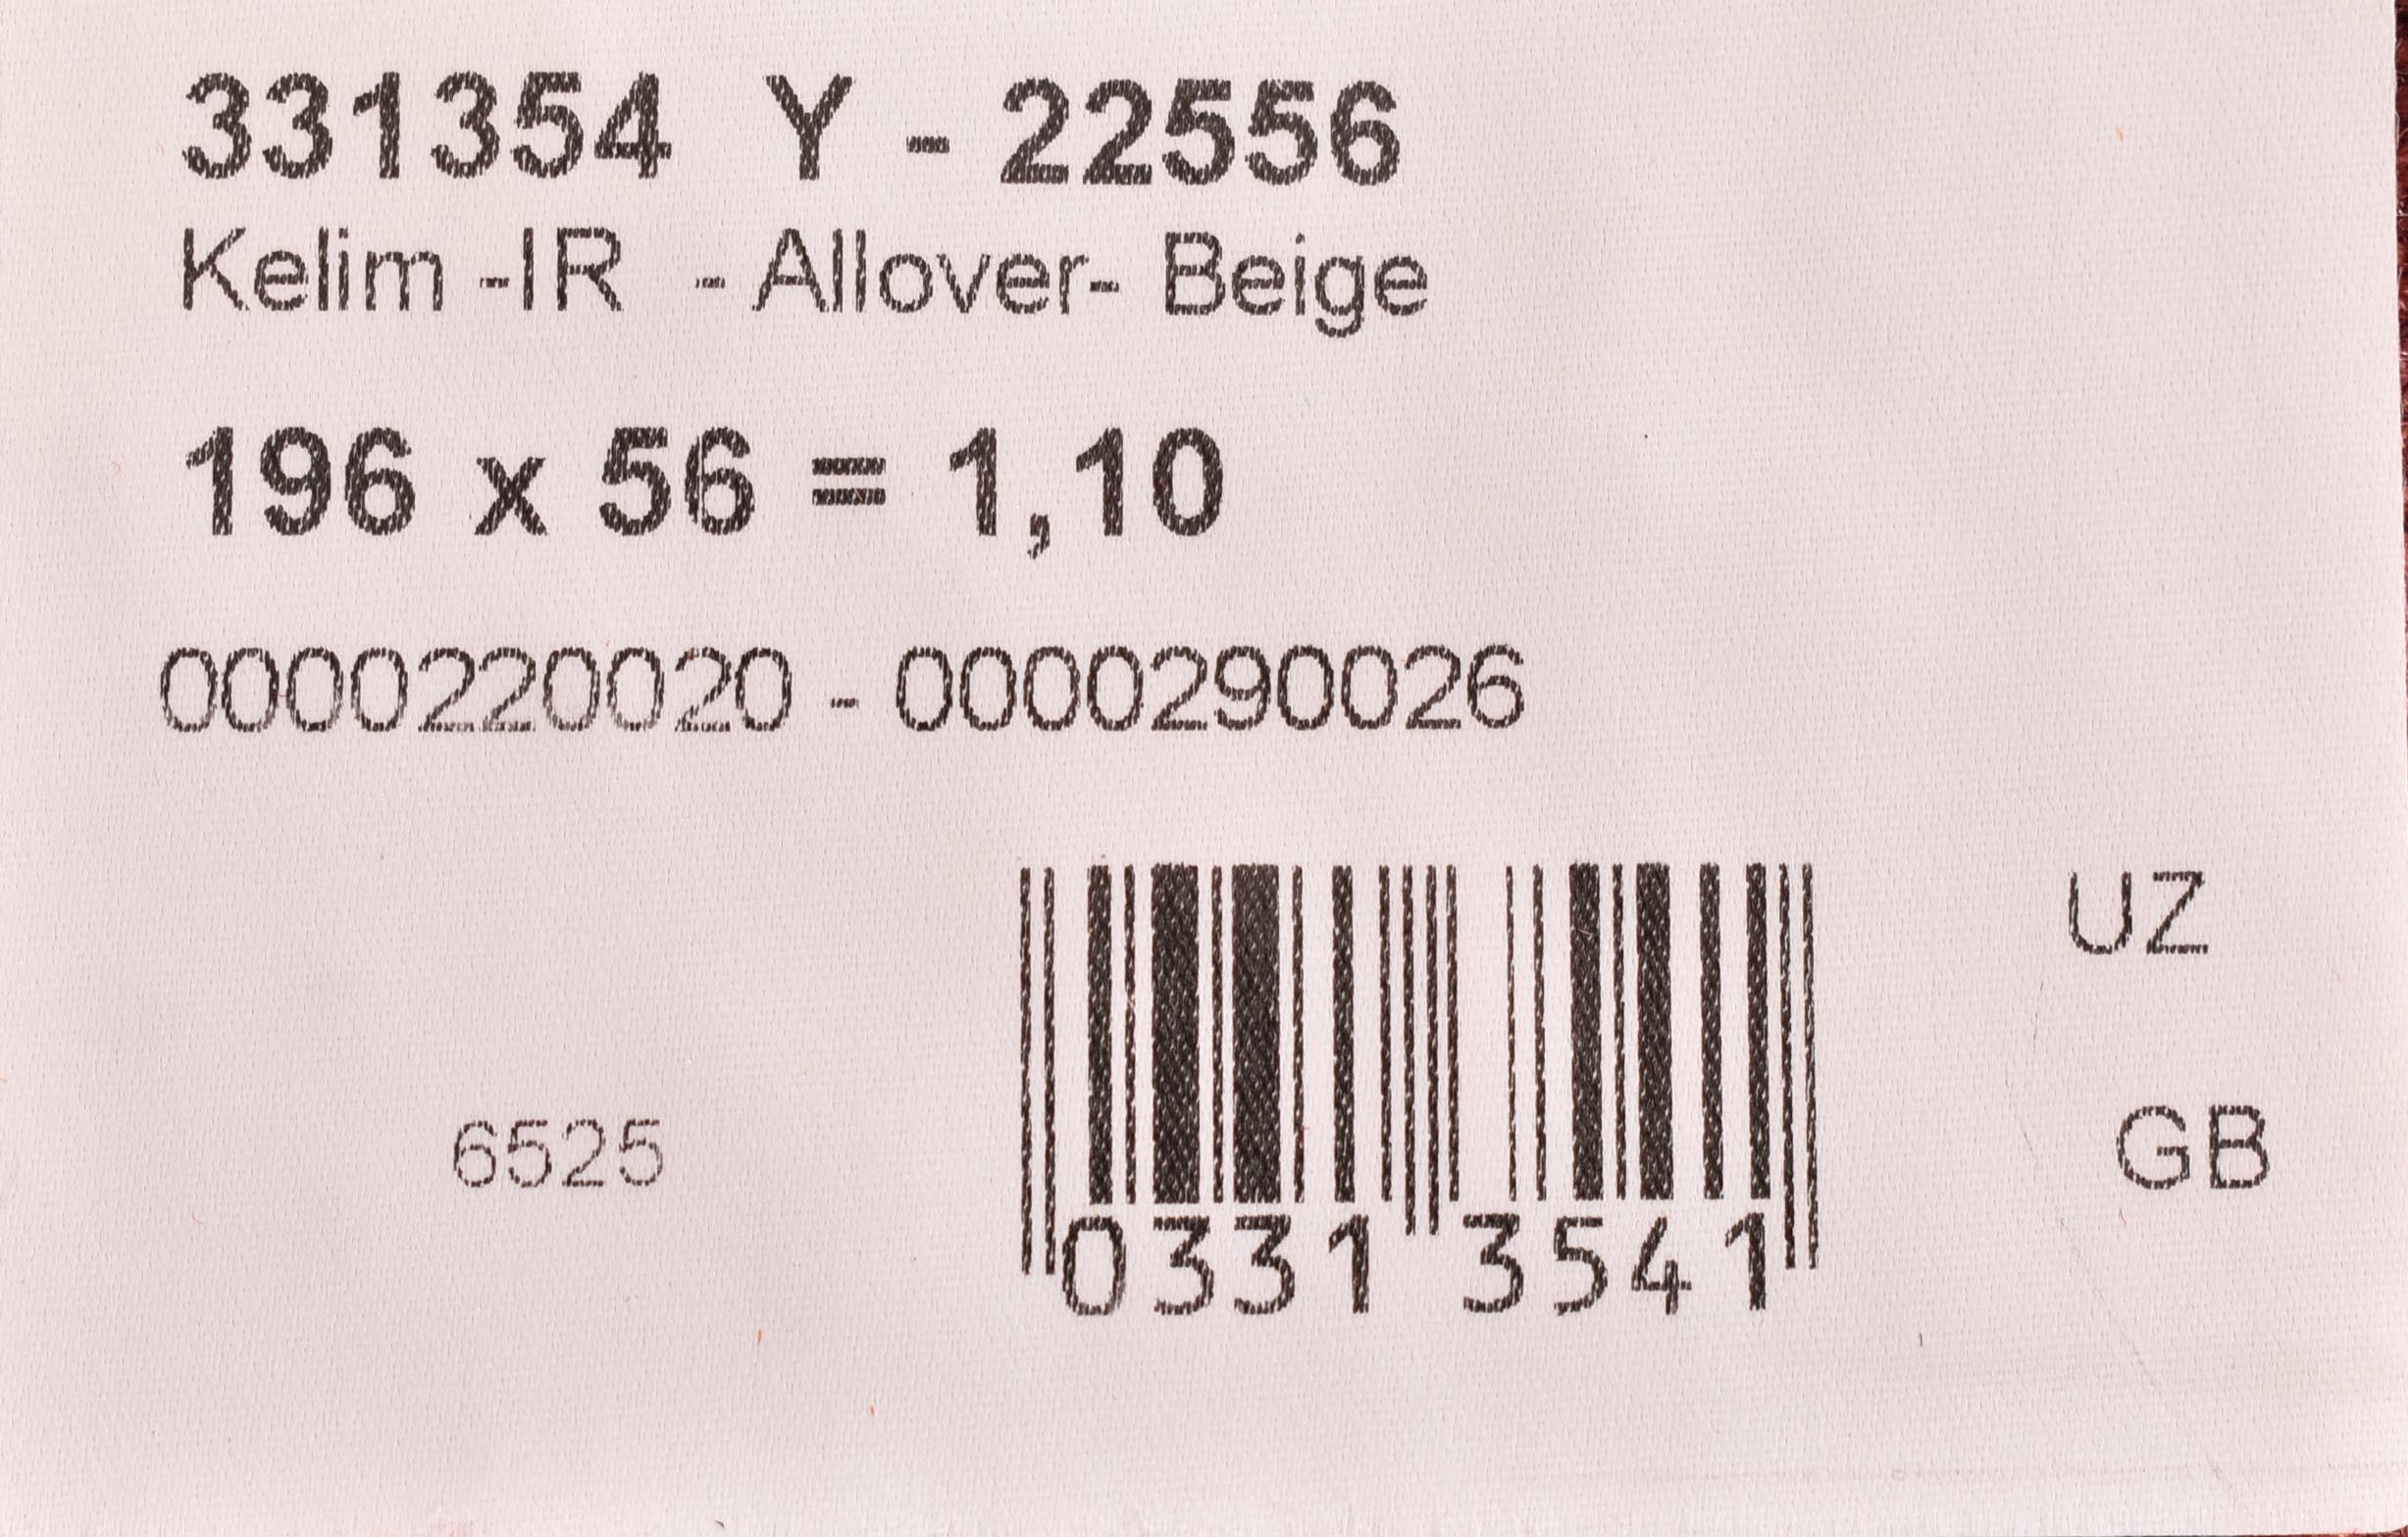 331354 Y - 22556
Kelim -IR - Allover- Beige
196 x 56 = 1,10
0000220020 - 0000290026
UZ
6525
GB
0331 3541